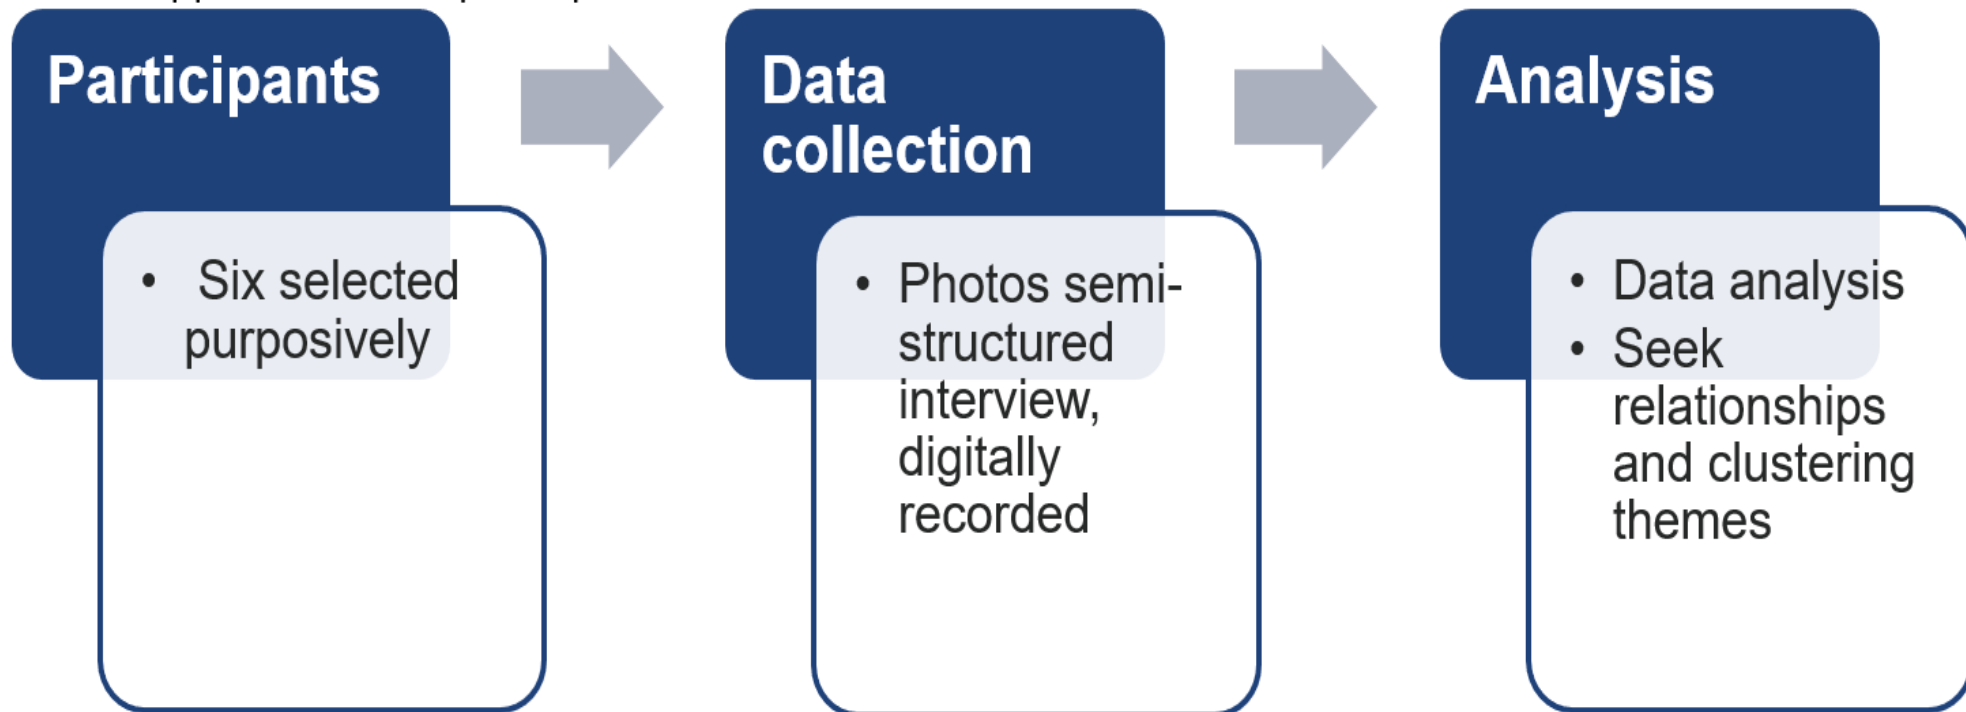 Participants
• Six selected
purposively
Data
collection
• Photos semi-
structured
interview,
digitally
recorded
Analysis
• Data analysis
• Seek
relationships
and clustering
themes